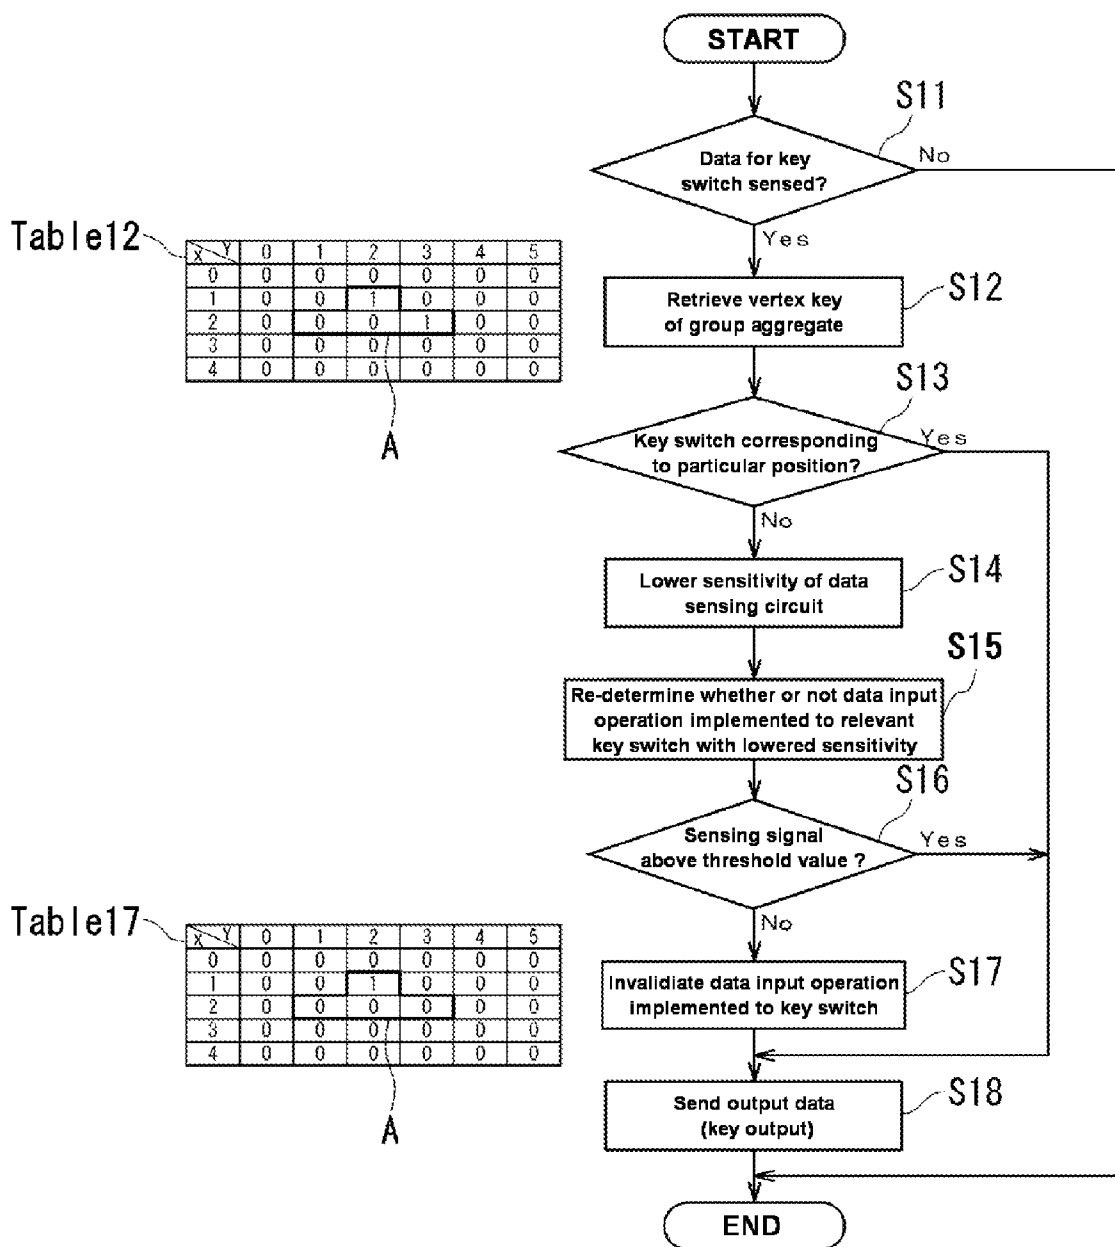 START
S11
Data for key
switch sensed?
No
Yes
Table12
X Y 0 1 2 3 4 5
0 0 0 0 0 0 0
1 0 0 1 0 0 0
2 0 0 0 1 0 0
3 0 0 0 0 0 0
4 0 0 0 0 0 0
A
S12
Retrieve vertex key
of group aggregate
S13
Key switch corresponding
to particular position?
Yes
No
S14
Lower sensitivity of data
sensing circuit
S15
Re-determine whether or not data input
operation implemented to relevant
key switch with lowered sensitivity
S16
Sensing signal
above threshold value ?
Yes
No
Table17
X Y 0 1 2 3 4 5
0 0 0 0 0 0 0
1 0 0 1 0 0 0
2 0 0 0 0 0 0
3 0 0 0 0 0 0
4 0 0 0 0 0 0
A
S17
Invalidiate data input operation
implemented to key switch
S18
Send output data
(key output)
END